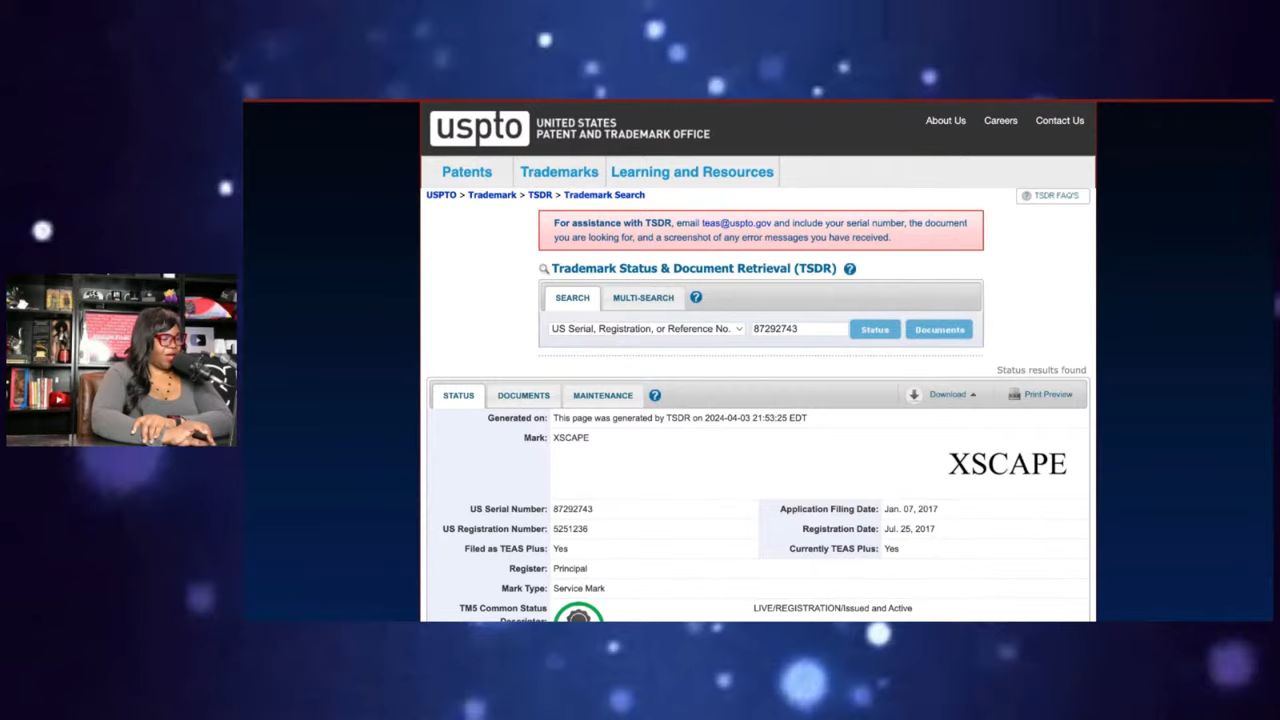 uspto UNITED STATES
PATENT AND TRADEMARK OFFICE
About Us Careers Contact Us
Patents Trademarks Learning and Resources
USPTO > Trademark > TSDR > Trademark Search
TSDR FAQ'S
For assistance with TSDR, email teas@uspto.gov and include your serial number, the document
you are looking for, and a screenshot of any error messages you have received.
Trademark Status & Document Retrieval (TSDR) ?
SEARCH MULTI-SEARCH ?
US Serial, Registration, or Reference No. 87292743 Status Documents
Status results found
STATUS DOCUMENTS MAINTENANCE ? Download Print Preview
Generated on: This page was generated by TSDR on 2024-04-03 21:53:25 EDT
Mark: XSCAPE
XSCAPE
US Serial Number: 87292743 Application Filing Date: Jan. 07, 2017
US Registration Number: 5251236 Registration Date: Jul. 25, 2017
Filed as TEAS Plus: Yes Currently TEAS Plus: Yes
Register: Principal
Mark Type: Service Mark
TM5 Common Status LIVE/REGISTRATION/Issued and Active
Descriptor: